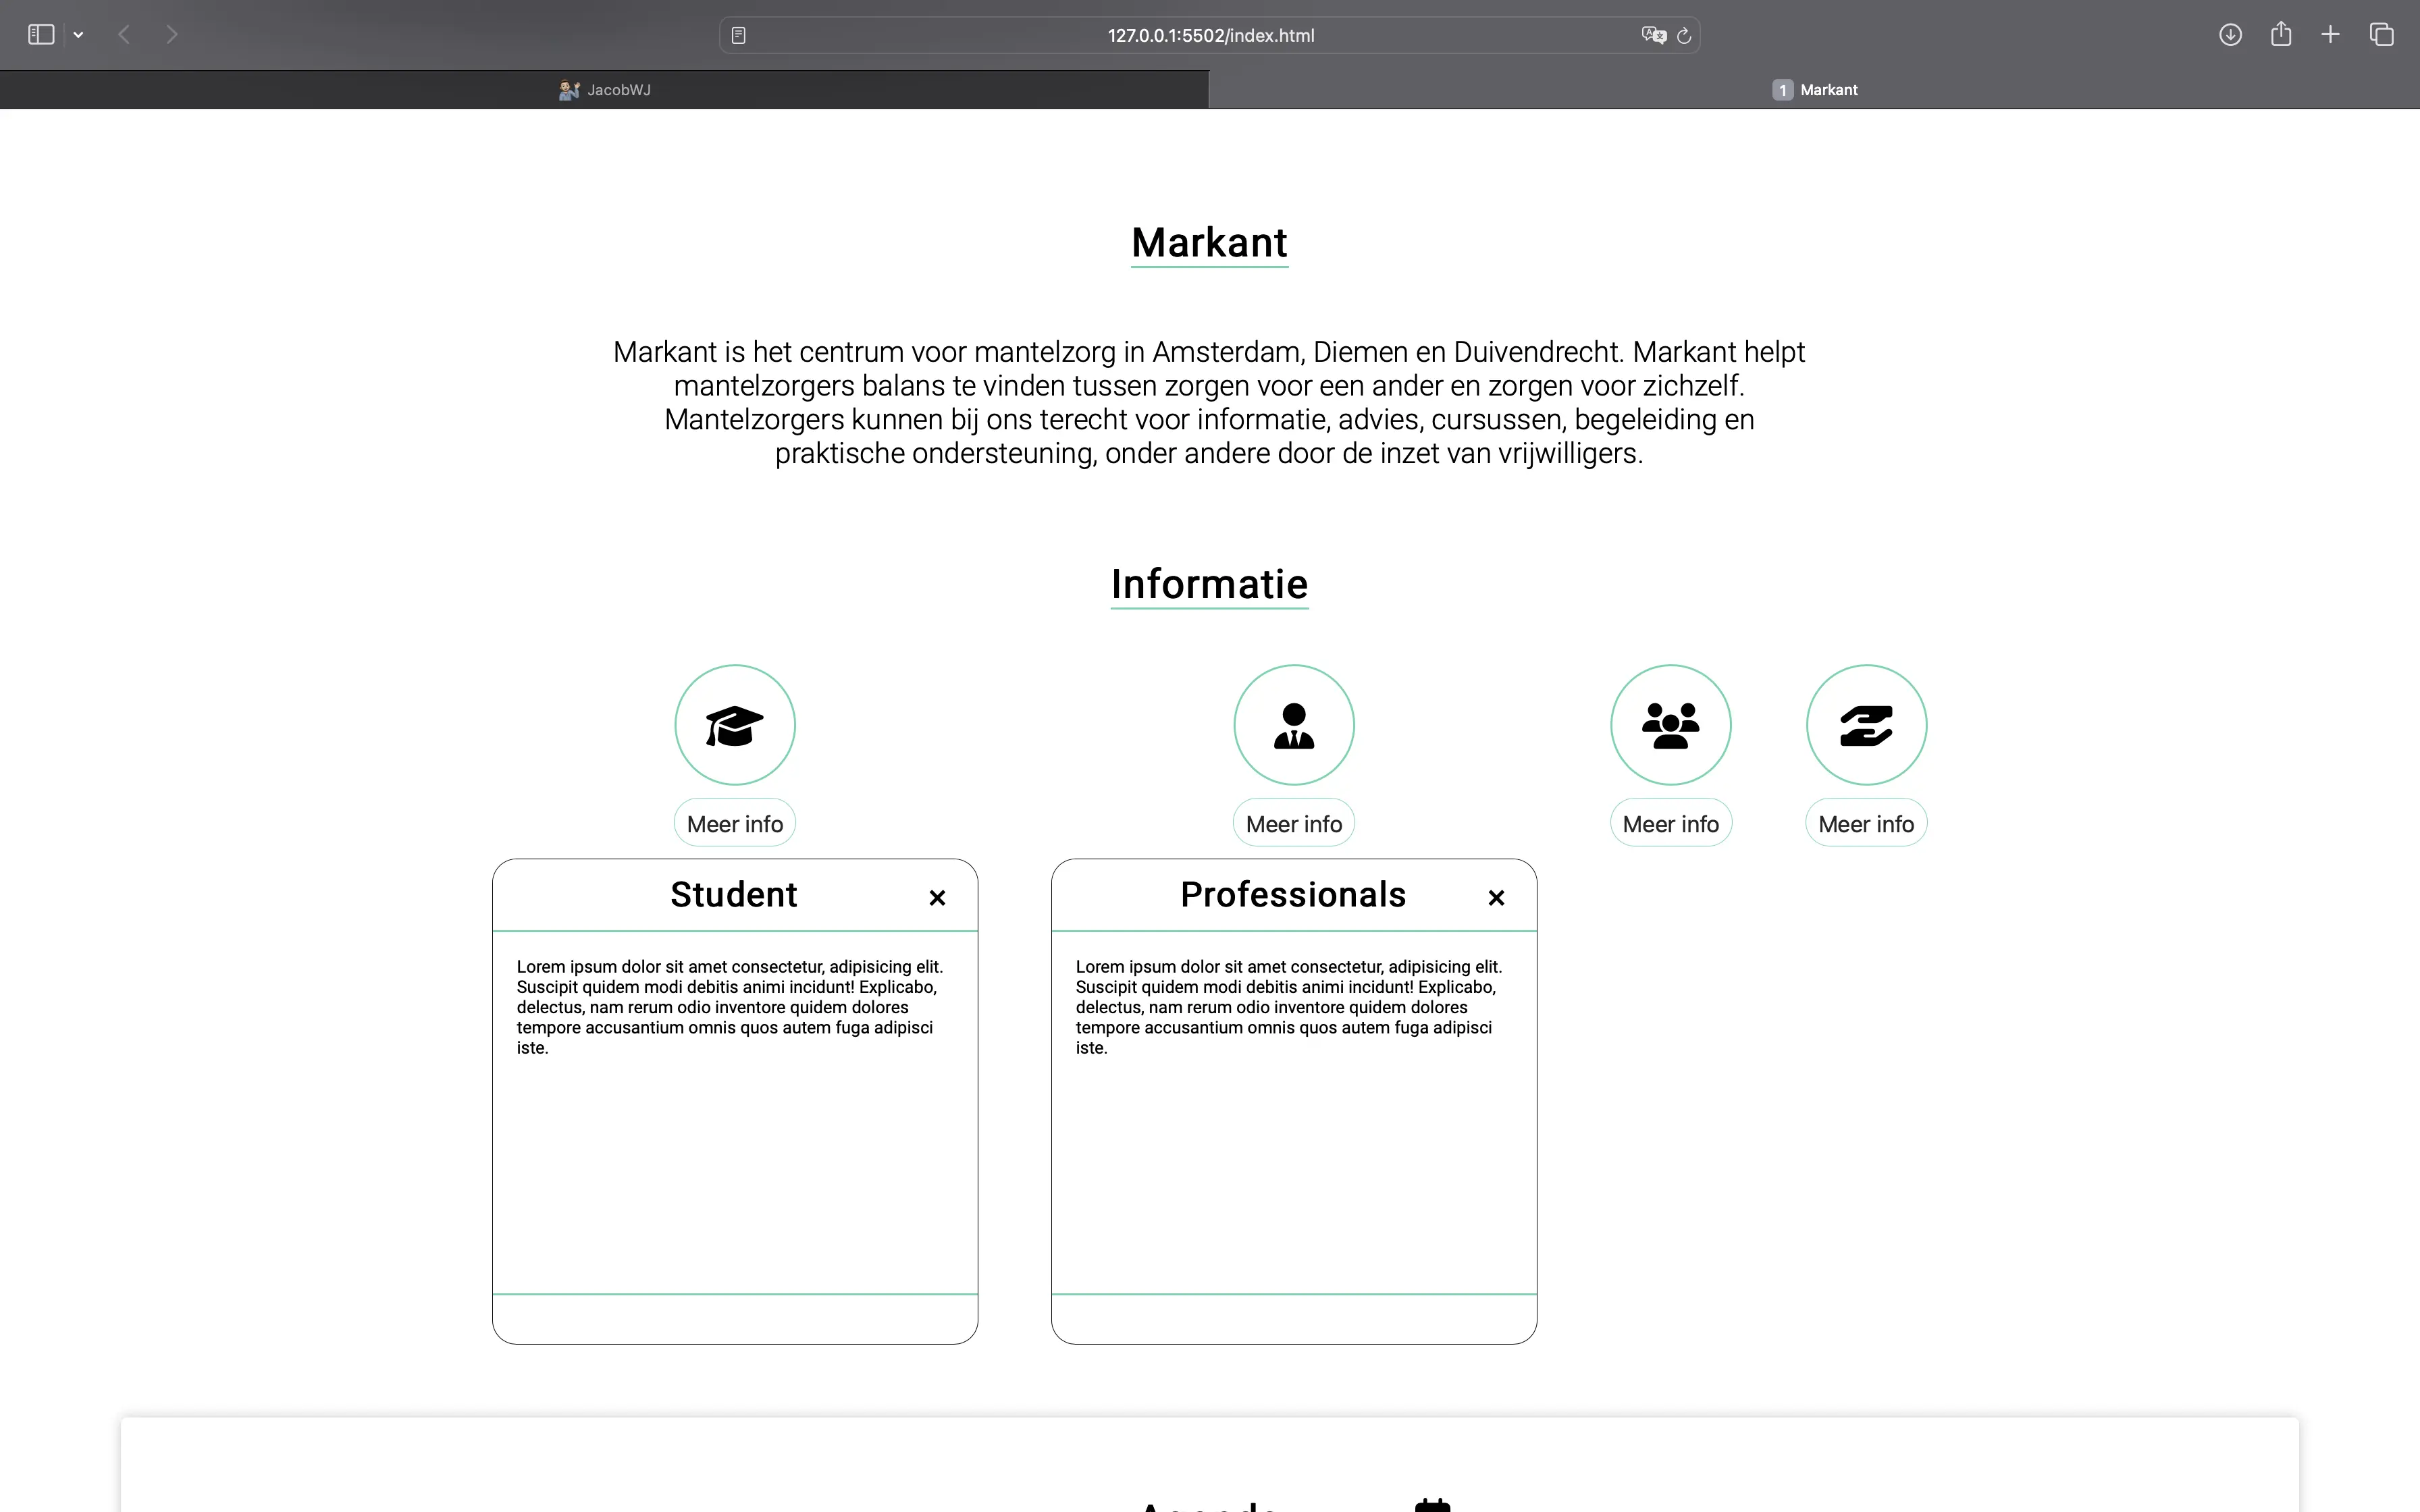 127.0.0.1:5502/index.html
JacobWJ
1 Markant
Markant
Markant is het centrum voor mantelzorg in Amsterdam, Diemen en Duivendrecht. Markant helpt
mantelzorgers balans te vinden tussen zorgen voor een ander en zorgen voor zichzelf.
Mantelzorgers kunnen bij ons terecht voor informatie, advies, cursussen, begeleiding en
praktische ondersteuning, onder andere door de inzet van vrijwilligers.
Informatie
Meer info
Meer info
Meer info
Meer info
Student
Lorem ipsum dolor sit amet consectetur, adipisicing elit.
Suscipit quidem modi debitis animi incidunt! Explicabo,
delectus, nam rerum odio inventore quidem dolores
tempore accusantium omnis quos autem fuga adipisci
iste.
Professionals
Lorem ipsum dolor sit amet consectetur, adipisicing elit.
Suscipit quidem modi debitis animi incidunt! Explicabo,
delectus, nam rerum odio inventore quidem dolores
tempore accusantium omnis quos autem fuga adipisci
iste.